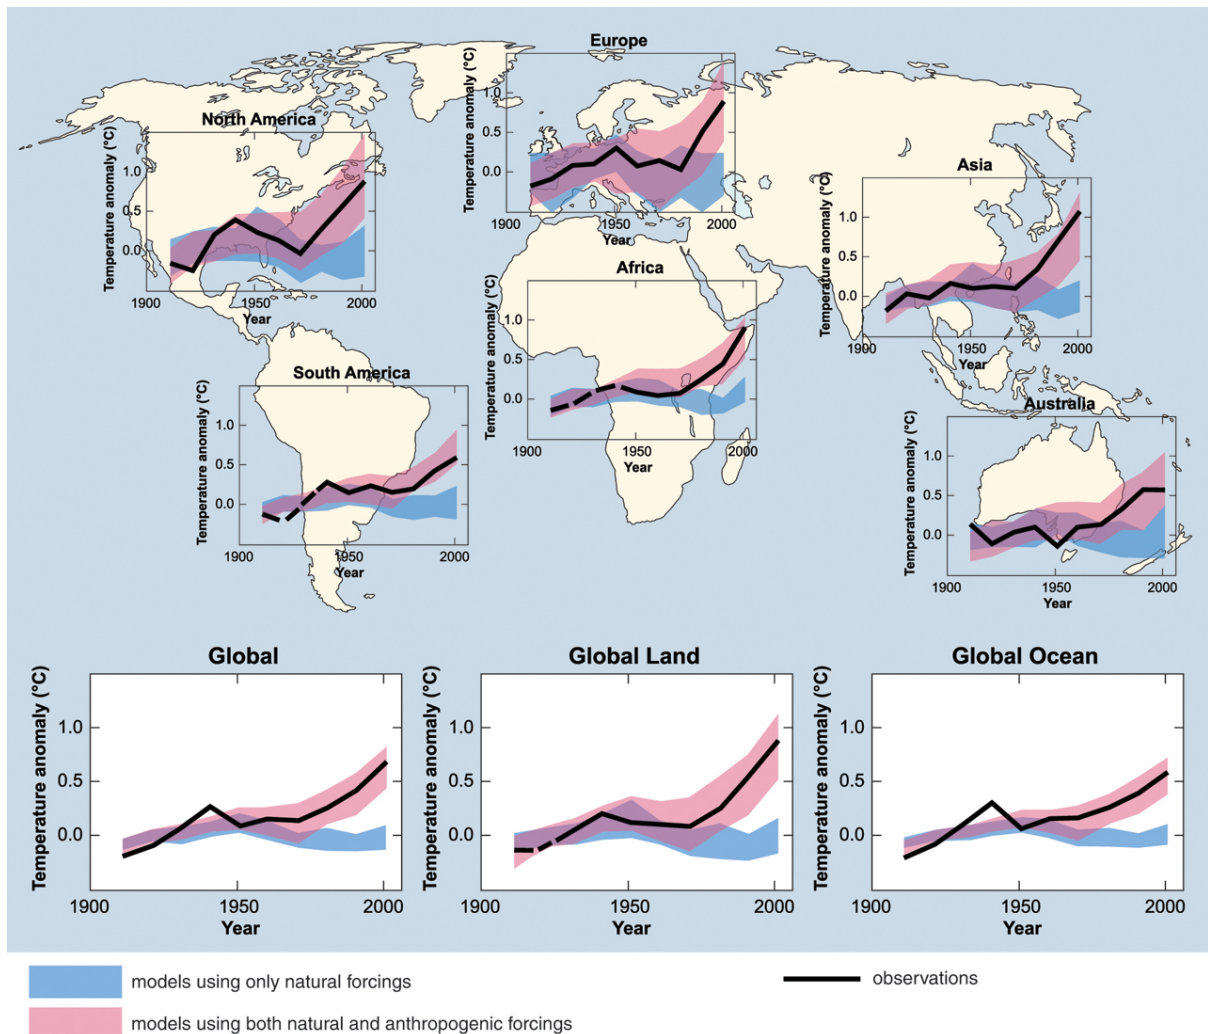 Europe
Temperature anomaly (°C)
1.0
0.5
0.0
1900
1950
2000
Year
North America
Temperature anomaly (°C)
1.0
0.5
0.0
1900
1950
2000
Year
Asia
Temperature anomaly (°C)
1.0
0.5
0.0
1900
1950
2000
Year
Africa
Temperature anomaly (°C)
1.0
0.5
0.0
1900
1950
2000
Year
South America
Temperature anomaly (°C)
1.0
0.5
0.0
1900
1950
2000
Year
Australia
Temperature anomaly (°C)
1.0
0.5
0.0
1900
1950
2000
Year
Global
Temperature anomaly (°C)
1.0
0.5
0.0
1900
1950
2000
Year
Global Land
Temperature anomaly (°C)
1.0
0.5
0.0
1900
1950
2000
Year
Global Ocean
Temperature anomaly (°C)
1.0
0.5
0.0
1900
1950
2000
Year
models using only natural forcings
observations
models using both natural and anthropogenic forcings